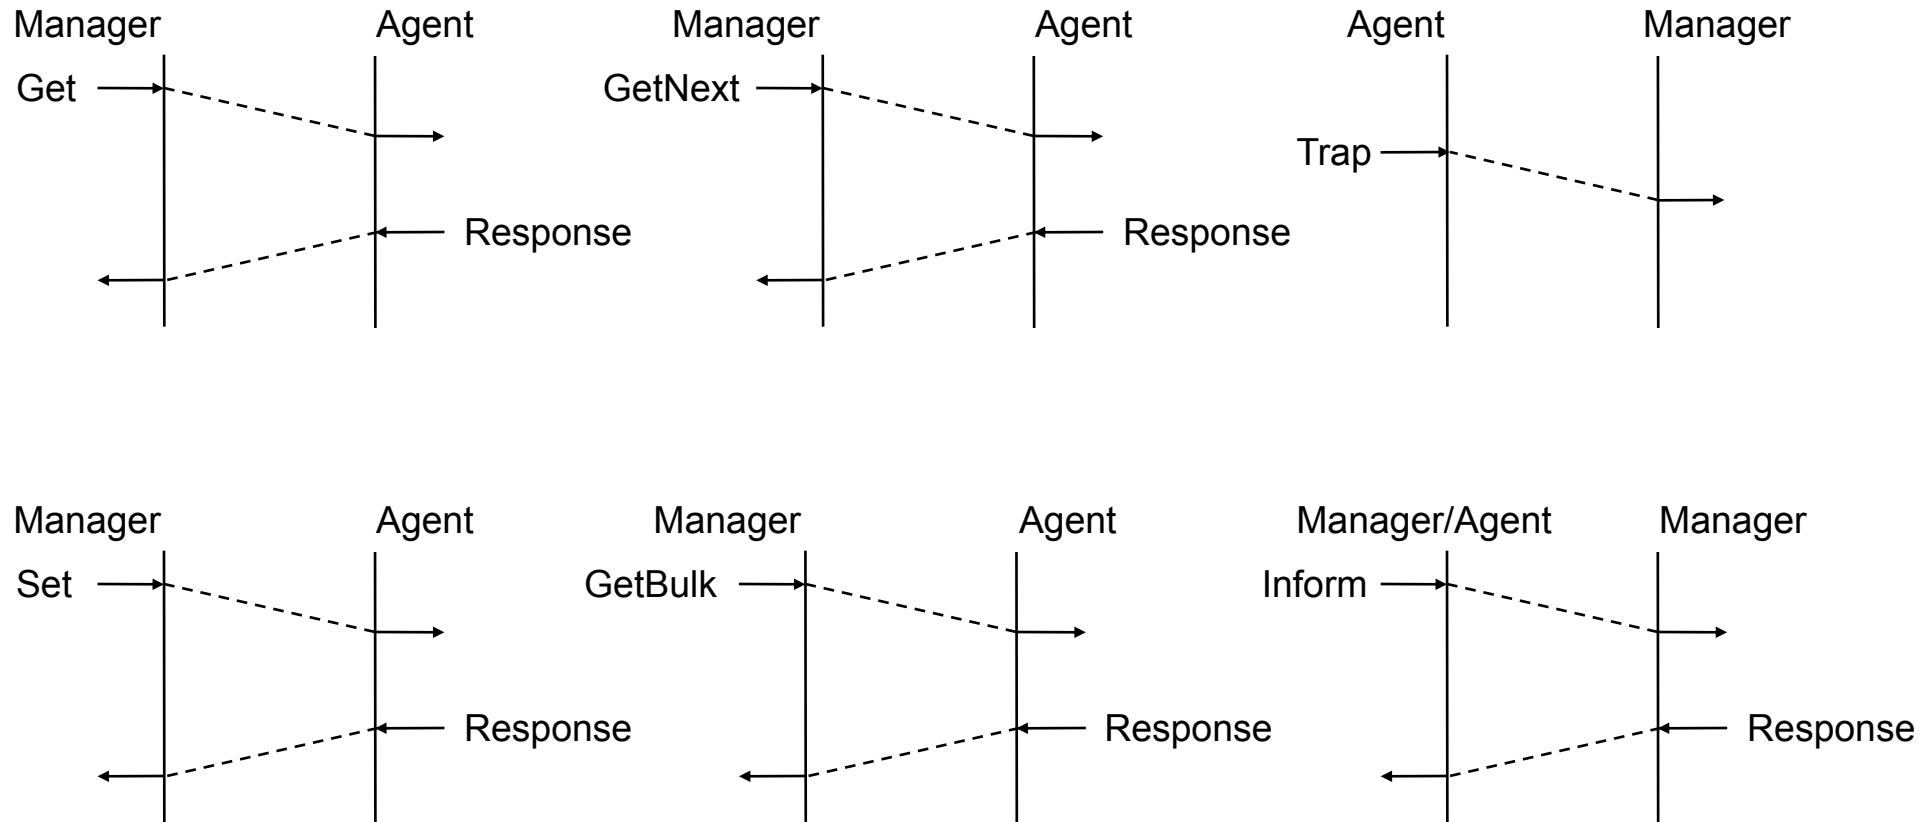 Manager Agent
Get
Response
Manager Agent
GetNext
Response
Agent Manager
Trap
Manager Agent
Set
Response
Manager Agent
GetBulk
Response
Manager/Agent Manager
Inform
Response